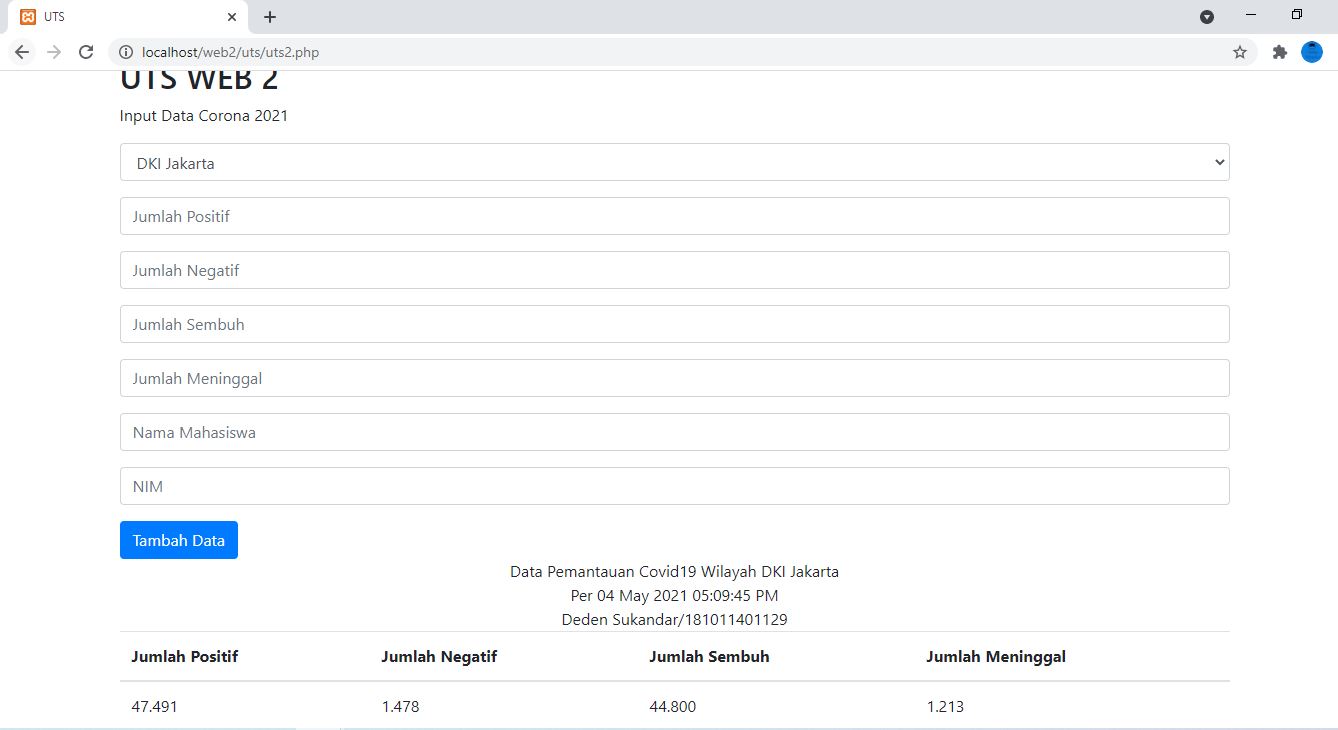 UTS
localhost/web2/uts/uts2.php
UTS WEB 2
Input Data Corona 2021
DKI Jakarta
Jumlah Positif
Jumlah Negatif
Jumlah Sembuh
Jumlah Meninggal
Nama Mahasiswa
NIM
Tambah Data
Data Pemantauan Covid19 Wilayah DKI Jakarta
Per 04 May 2021 05:09:45 PM
Deden Sukandar/181011401129
Jumlah Positif Jumlah Negatif Jumlah Sembuh Jumlah Meninggal
47.491 1.478 44.800 1.213